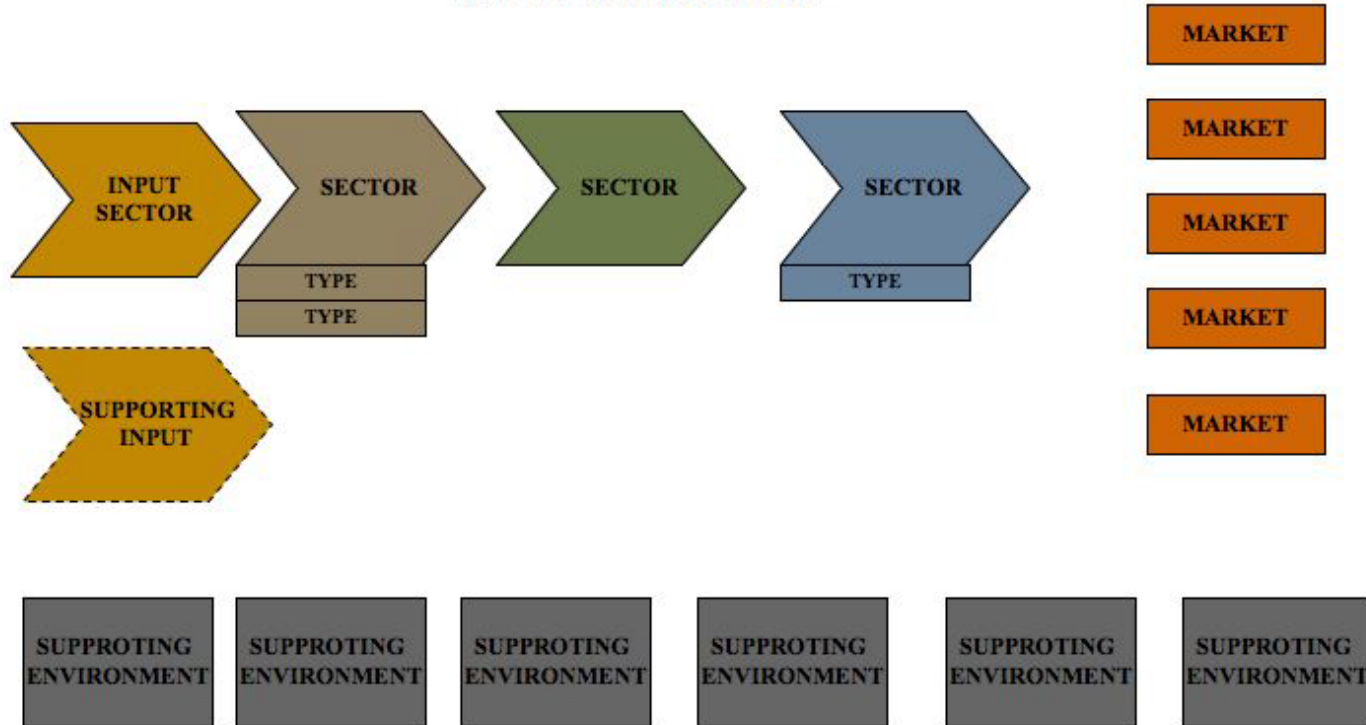 MARKET
MARKET
INPUT
SECTOR
SECTOR
SECTOR
SECTOR
MARKET
TYPE
TYPE
TYPE
MARKET
SUPPORTING
INPUT
MARKET
SUPPROTING
ENVIRONMENT
SUPPROTING
ENVIRONMENT
SUPPROTING
ENVIRONMENT
SUPPROTING
ENVIRONMENT
SUPPROTING
ENVIRONMENT
SUPPROTING
ENVIRONMENT